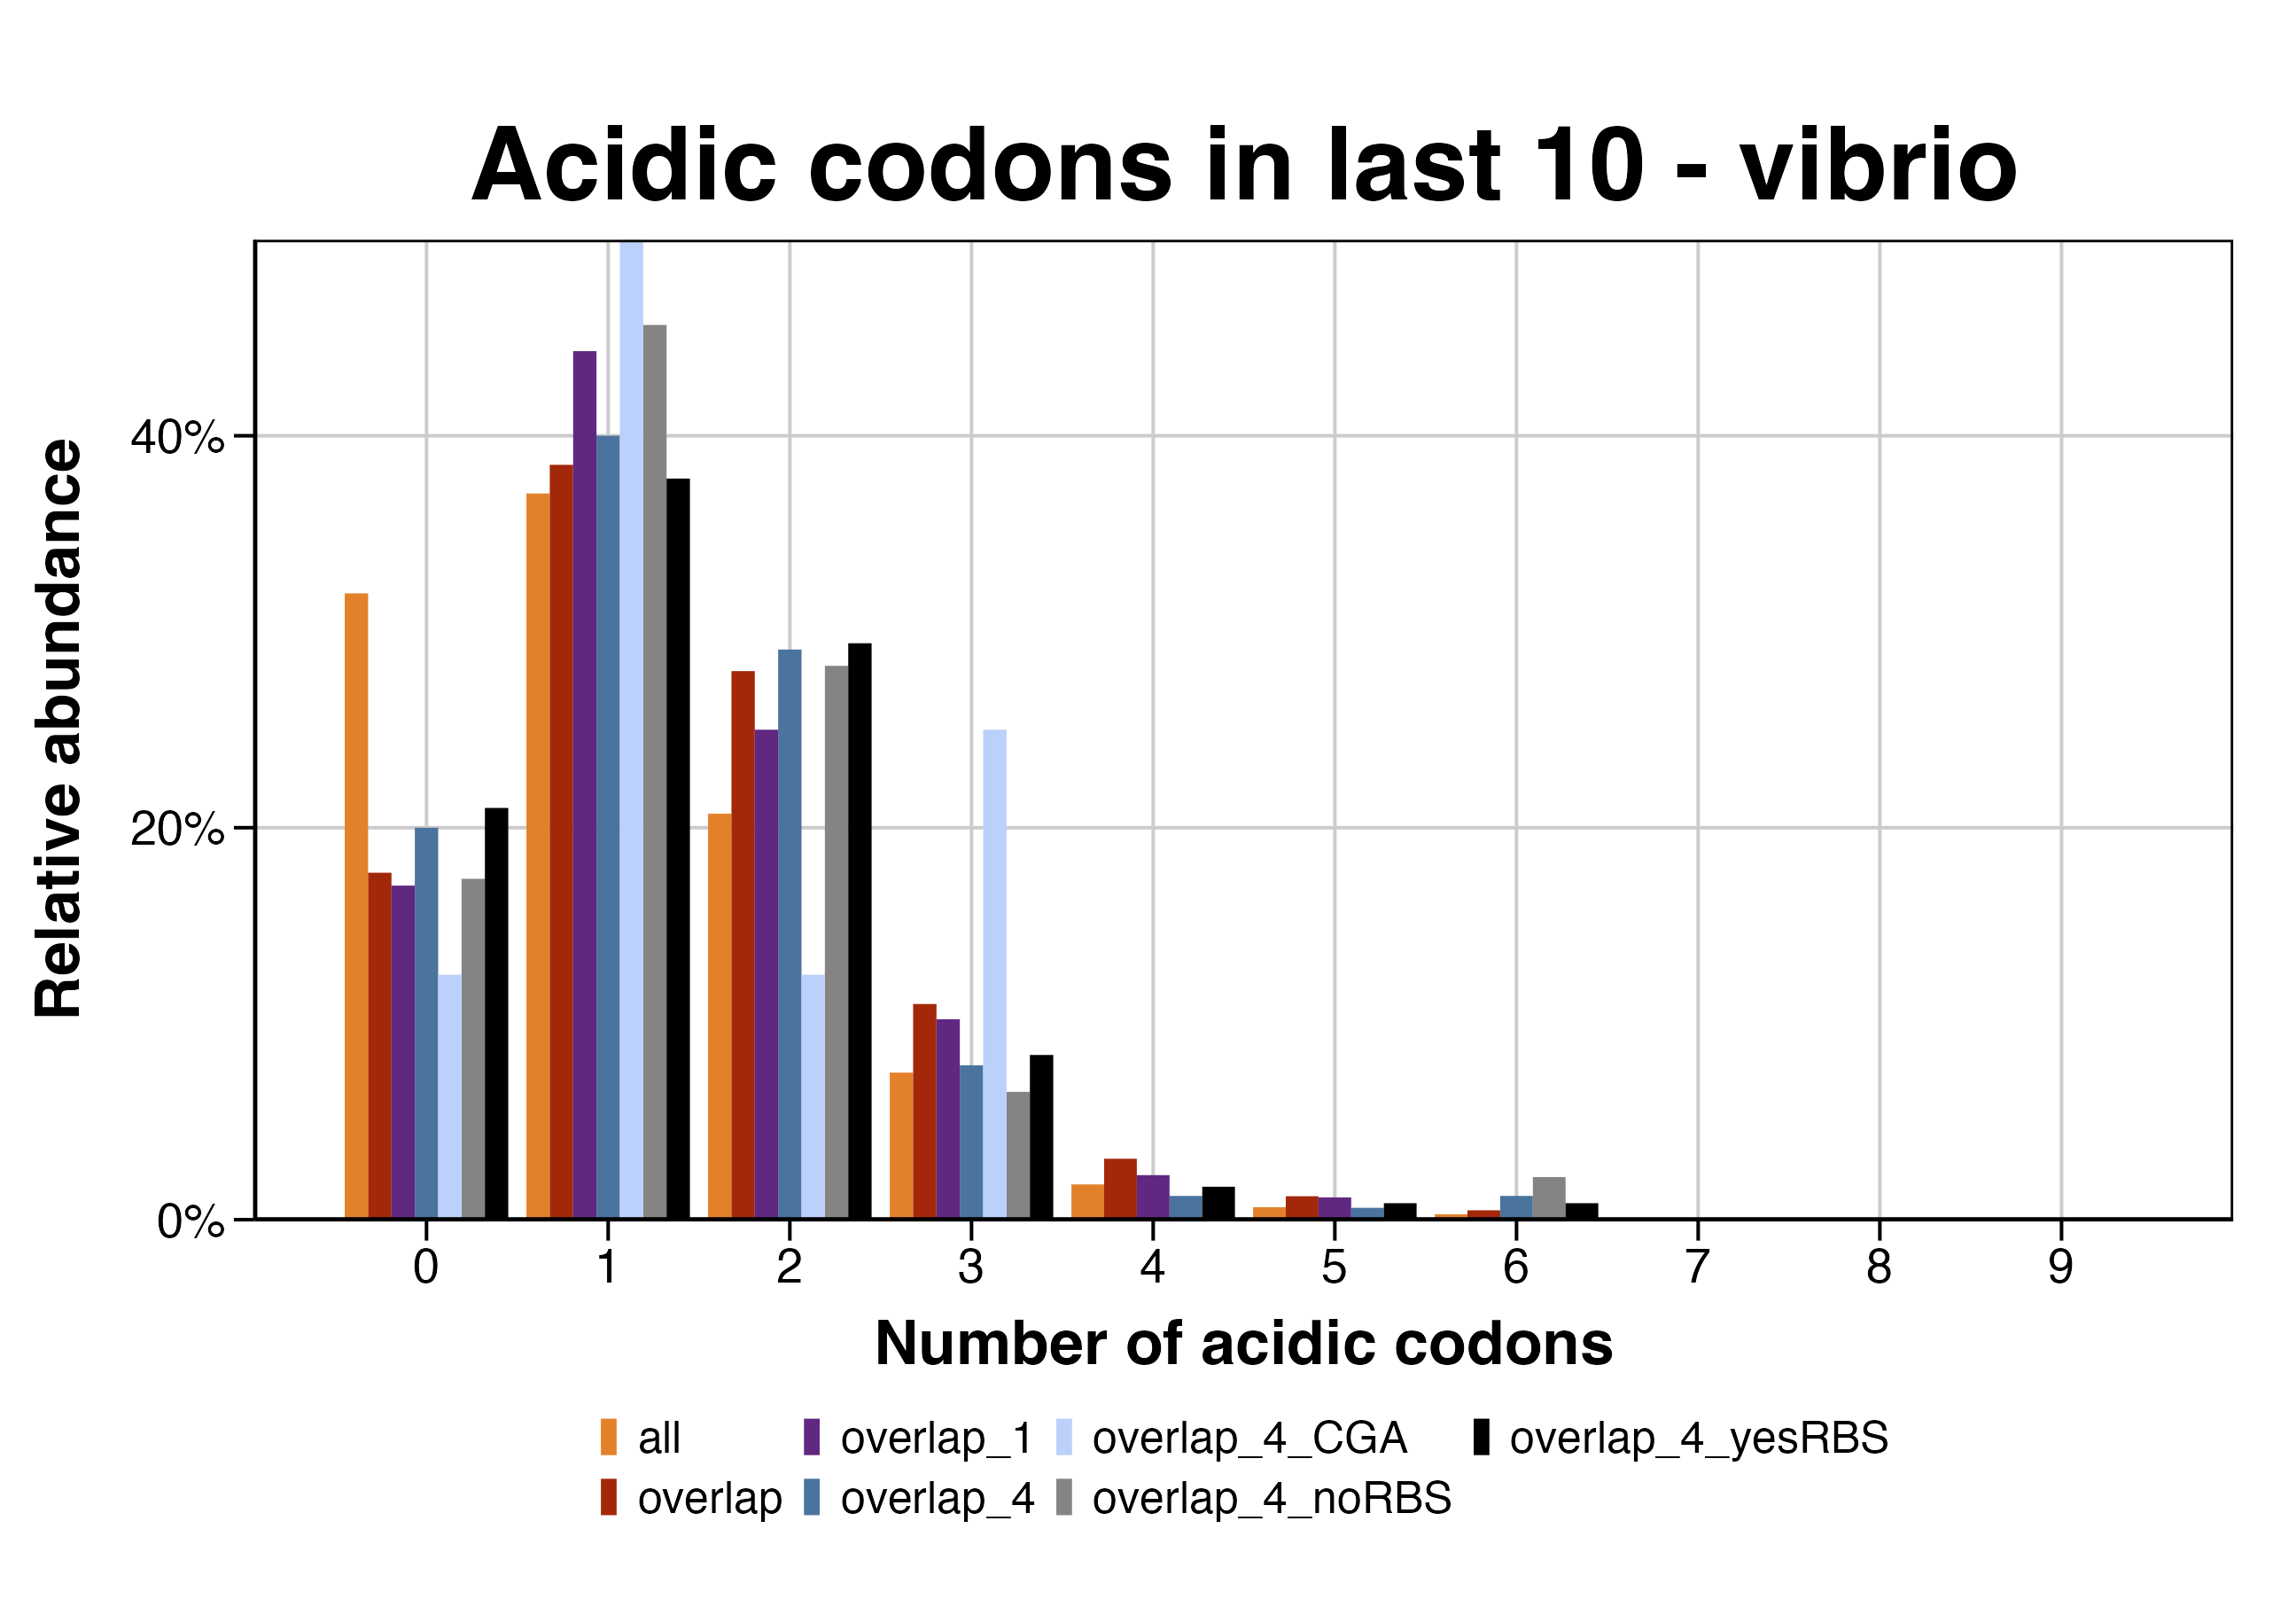 Acidic codons in last 10 - vibrio
Relative abundance
40%
20%
0%
0 1 2 3 4 5 6 7 8 9
Number of acidic codons
all overlap_1 overlap_4_CGA overlap_4_yesRBS
overlap overlap_4 overlap_4_noRBS